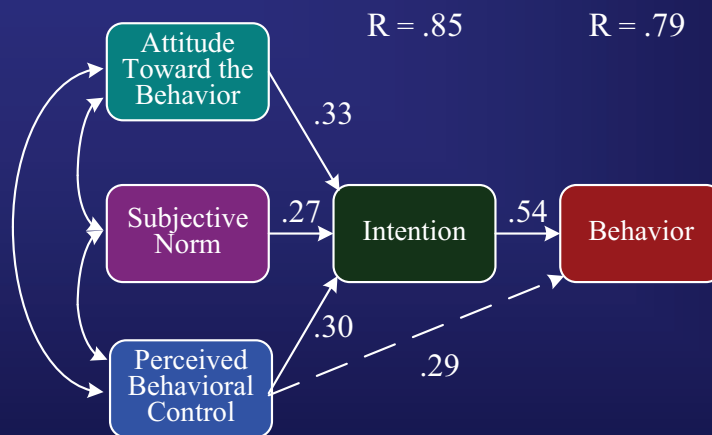 R = .85
R = .79
Attitude
Toward the
Behavior
.33
Subjective
Norm
.27
Intention
.54
Behavior
.30
.29
Perceived
Behavioral
Control